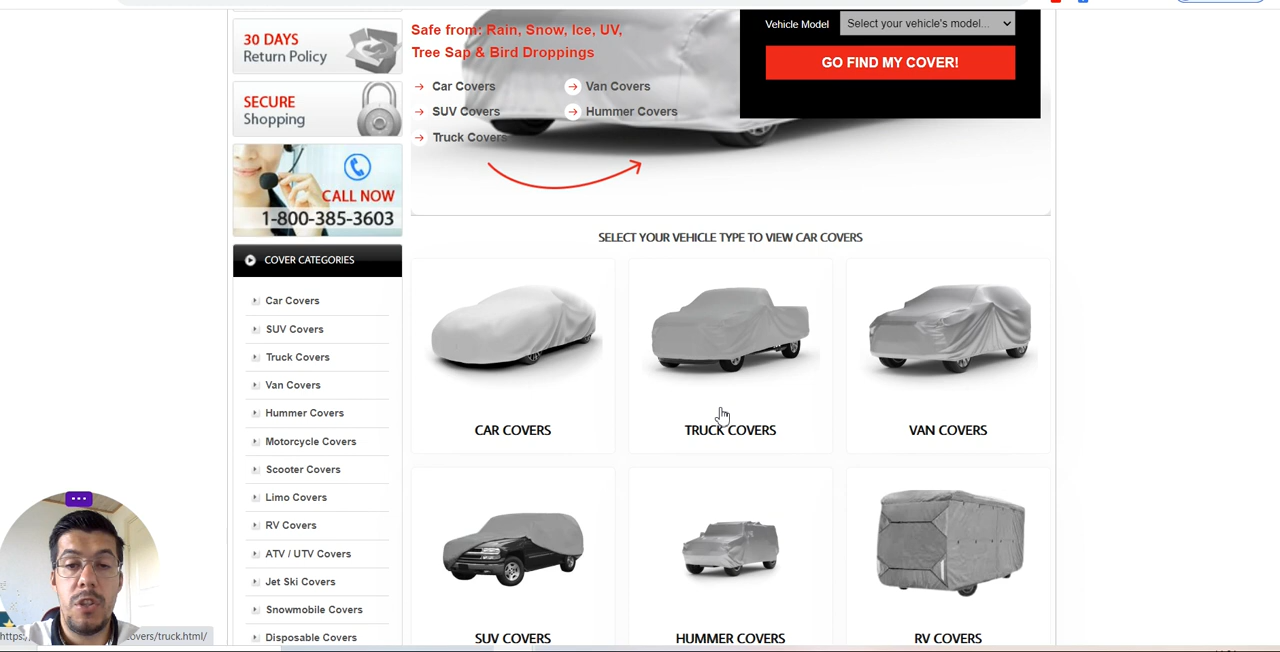 30 DAYS
Return Policy
SECURE
Shopping
CALL NOW
1-800-385-3603
COVER CATEGORIES
Car Covers
SUV Covers
Truck Covers
Van Covers
Hummer Covers
Motorcycle Covers
Scooter Covers
Limo Covers
RV Covers
ATV / UTV Covers
Jet Ski Covers
Snowmobile Covers
Disposable Covers
Safe from: Rain, Snow, Ice, UV,
Tree Sap & Bird Droppings
Car Covers
Van Covers
SUV Covers
Hummer Covers
Truck Covers
Vehicle Model
Select your vehicle's model...
GO FIND MY COVER!
SELECT YOUR VEHICLE TYPE TO VIEW CAR COVERS
CAR COVERS
TRUCK COVERS
VAN COVERS
SUV COVERS
HUMMER COVERS
RV COVERS
https:/ overs/truck.html/